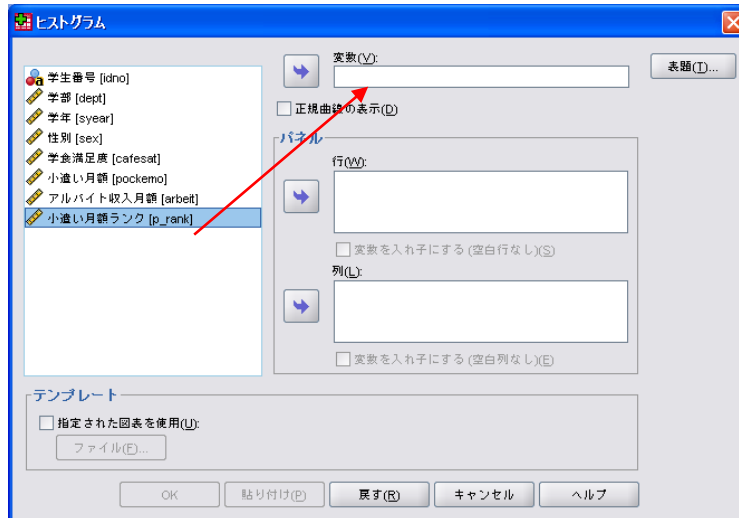 ヒストグラム
学生番号 [idno]
学部 [dept]
学年 [syear]
性別 [sex]
学食満足度 [cafesat]
小遣い月額 [pockemo]
アルバイト収入月額 [arbeit]
小遣い月額ランク [p_rank]
変数(V):
表題(T)...
正規曲線の表示(D)
パネル
行(W):
変数を入れ子にする (空白行なし)(S)
列(L):
変数を入れ子にする (空白列なし)(E)
テンプレート
指定された図表を使用(U):
ファイル(F)...
OK
貼り付け(P)
戻す(R)
キャンセル
ヘルプ